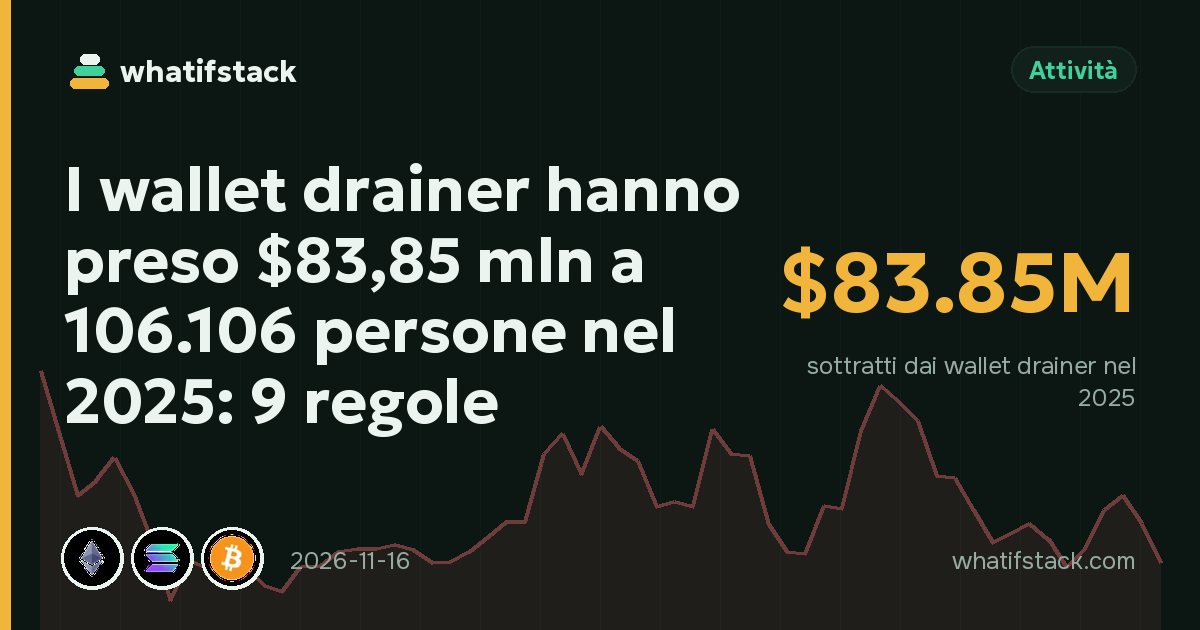 whatifstack
Attività
I wallet drainer hanno
preso $83,85 mln a
106.106 persone nel
2025: 9 regole
$83.85M
sottratti dai wallet drainer nel
2025
2026-11-16
whatifstack.com